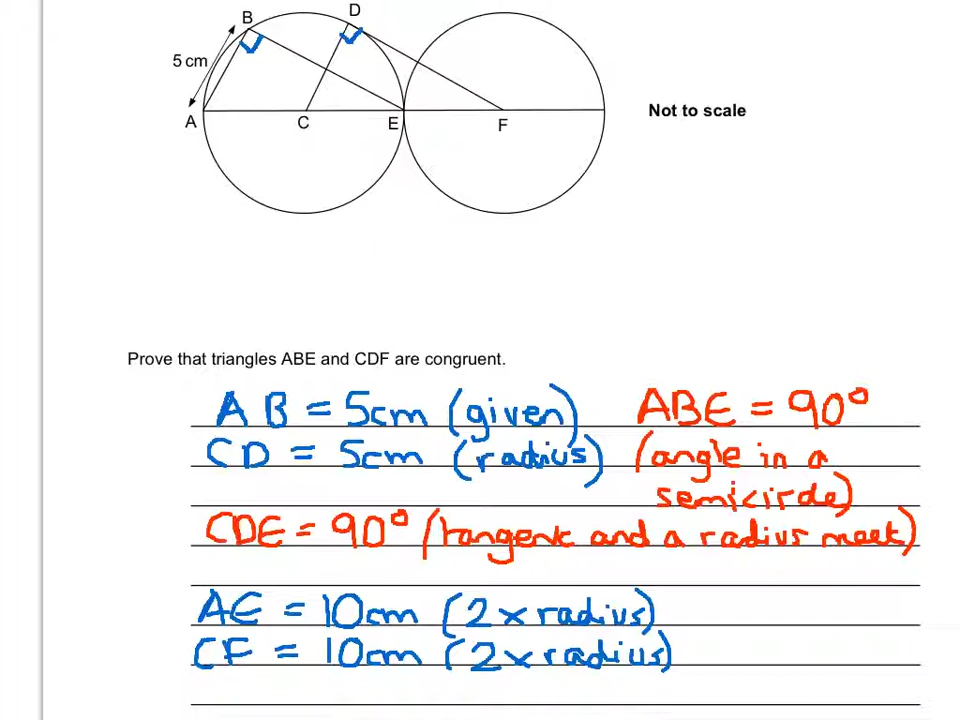 B
D
5 cm
A
C
E
F
Not to scale
Prove that triangles ABE and CDF are congruent.
AB = 5cm (given)
CD = 5cm (radius)
ABE = 90°
(angle in a
semicircle)
CDE = 90° (tangent and a radius meet)
AE = 10cm (2 x radius)
CF = 10cm (2 x radius)